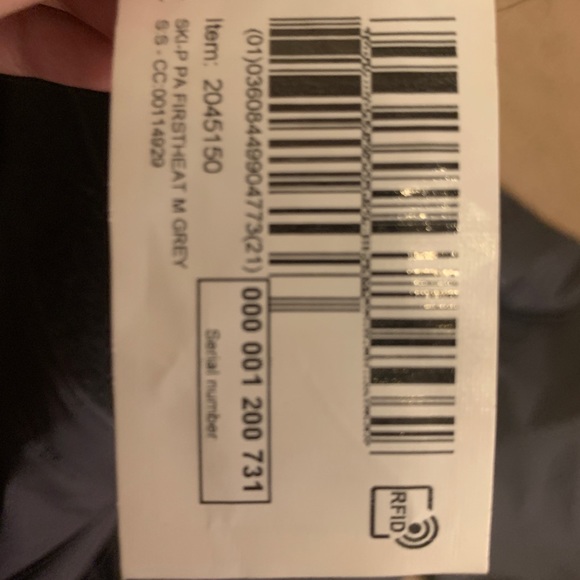 RFID
(01)03608449904773(21) 000 001 200 731
Serial number
Item: 2045150
SKI-P PA FIRSTHEAT M GREY
S:S - CC:00114929